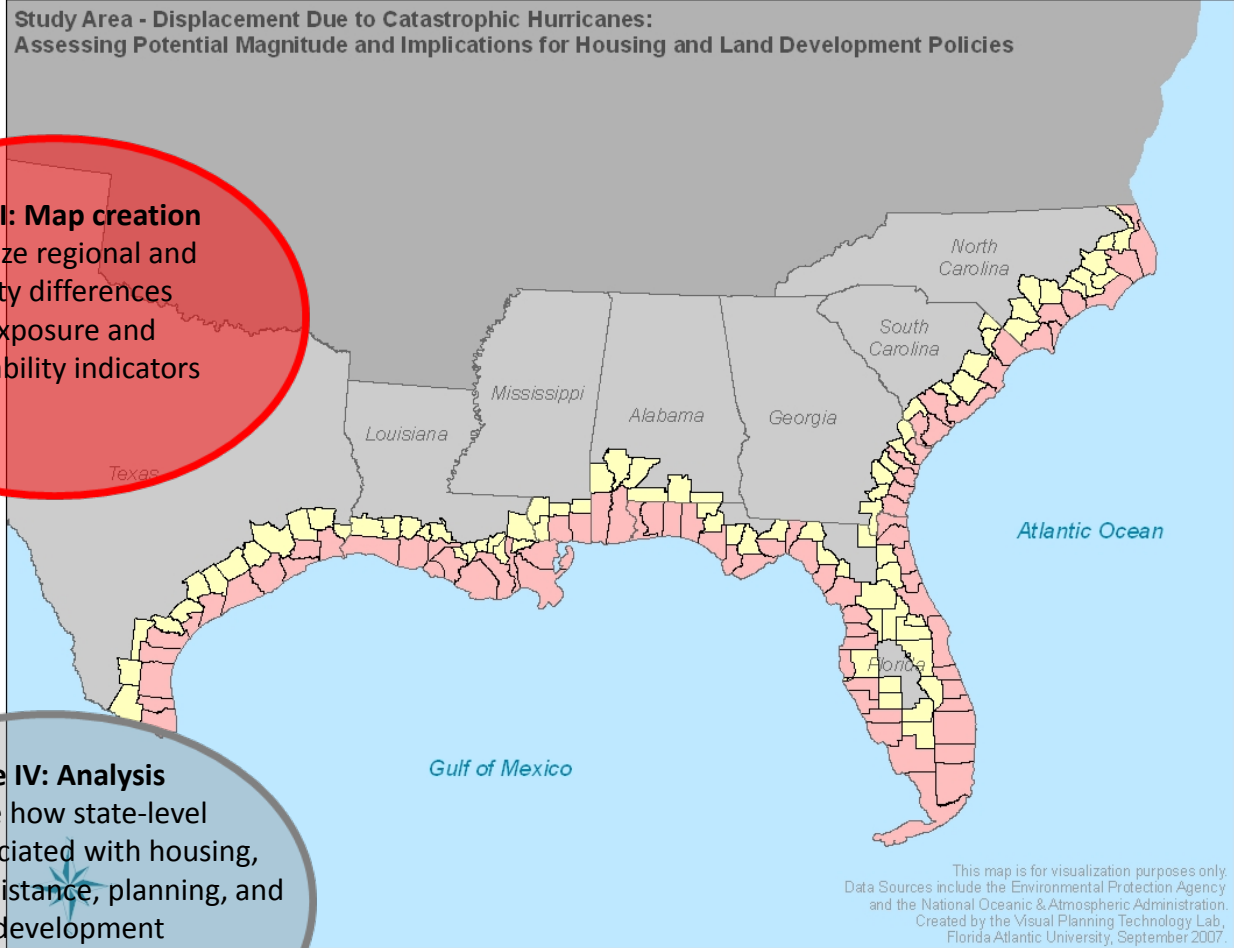 Study Area - Displacement Due to Catastrophic Hurricanes:
Assessing Potential Magnitude and Implications for Housing and Land Development Policies
I: Map creation
ze regional and
ty differences
xposure and
ability indicators
Texas
Louisiana
Mississippi
Alabama
Georgia
South
Carolina
North
Carolina
Florida
Atlantic Ocean
Gulf of Mexico
e IV: Analysis
how state-level
ciated with housing,
istance, planning, and
development
This map is for visualization purposes only.
Data Sources include the Environmental Protection Agency
and the National Oceanic & Atmospheric Administration.
Created by the Visual Planning Technology Lab,
Florida Atlantic University, September 2007.